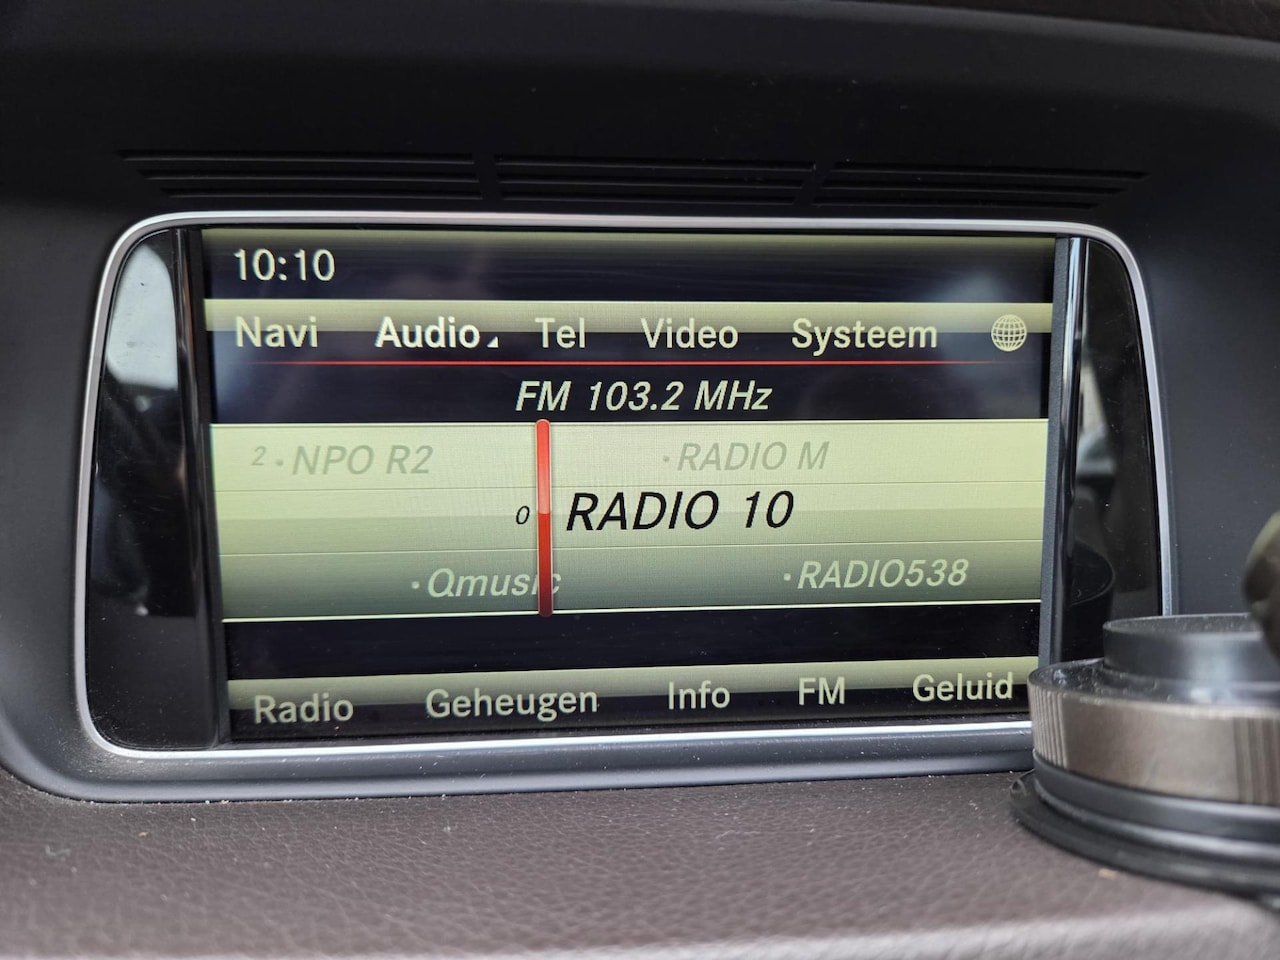 10:10
Navi Audio Tel Video Systeem
FM 103.2 MHz
2 · NPO R2 · RADIO M
0 RADIO 10
· Qmusic · RADIO538
Radio Geheugen Info FM Geluid